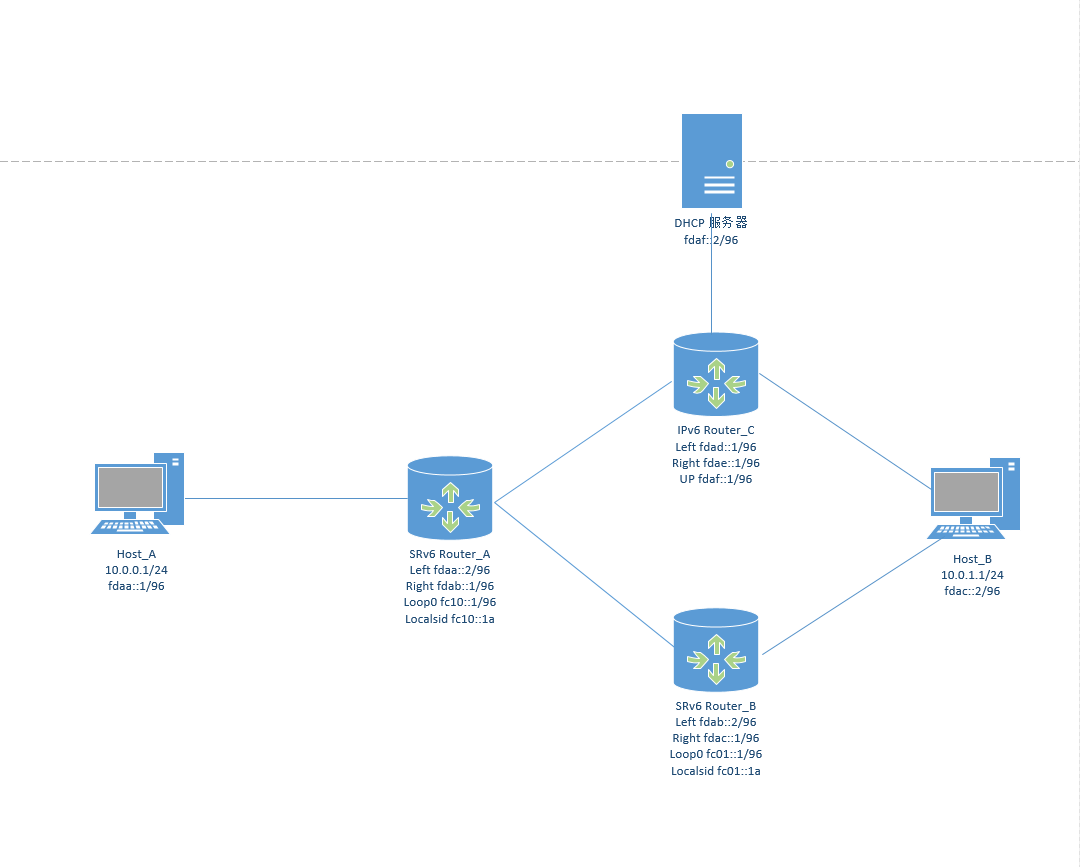 DHCP 服务器
fdaf::2/96
IPv6 Router_C
Left fdad::1/96
Right fdae::1/96
UP fdaf::1/96
Host_A
10.0.0.1/24
fdaa::1/96
SRv6 Router_A
Left fdaa::2/96
Right fdab::1/96
Loop0 fc10::1/96
Localsid fc10::1a
Host_B
10.0.1.1/24
fdac::2/96
SRv6 Router_B
Left fdab::2/96
Right fdac::1/96
Loop0 fc01::1/96
Localsid fc01::1a